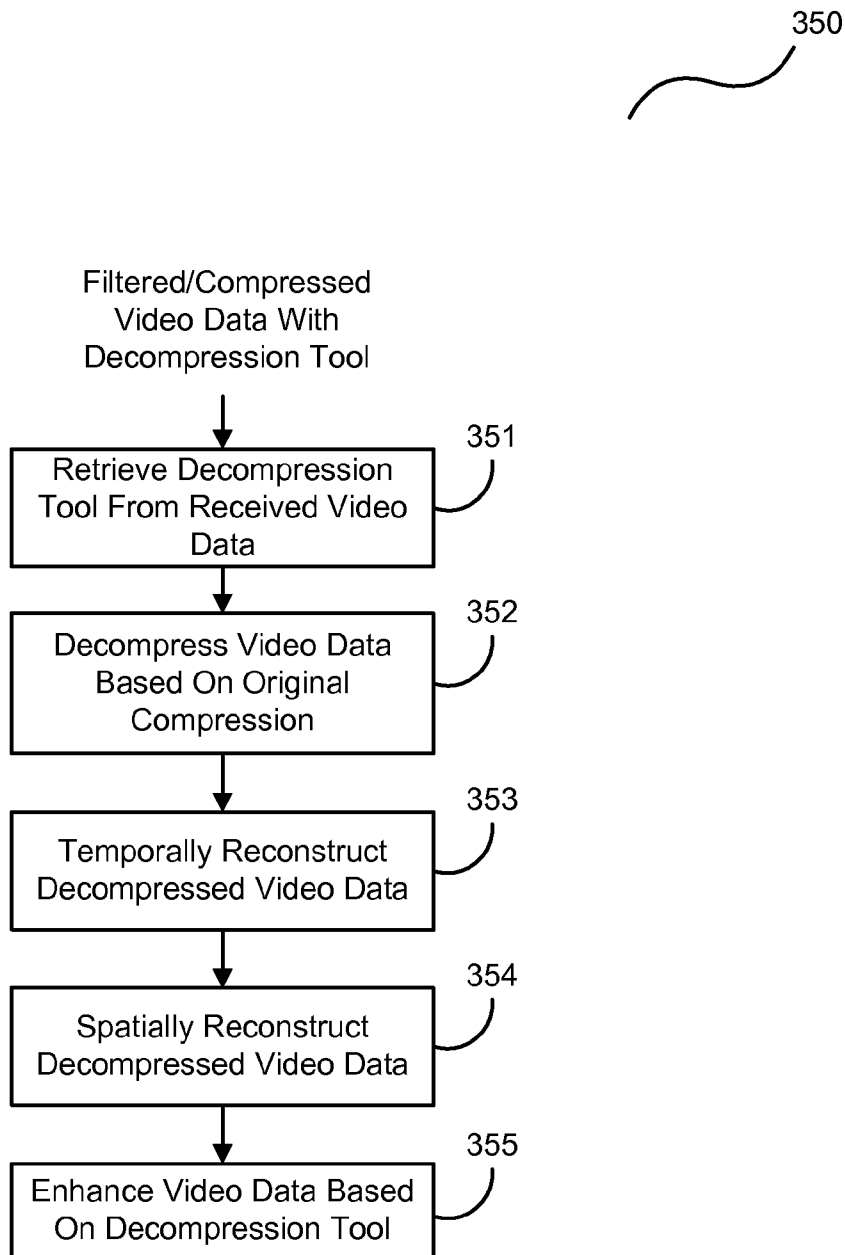 350
Filtered/Compressed
Video Data With
Decompression Tool
351
Retrieve Decompression
Tool From Received Video
Data
352
Decompress Video Data
Based On Original
Compression
353
Temporally Reconstruct
Decompressed Video Data
354
Spatially Reconstruct
Decompressed Video Data
355
Enhance Video Data Based
On Decompression Tool